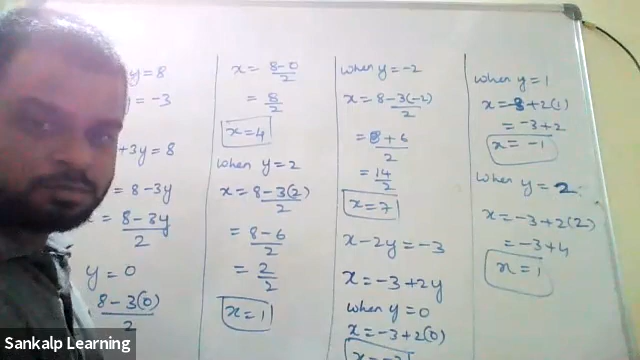 y=8
= -3
+3y=8
= 8-3y
= 8-3y/2
y=0
8-3(0)/2
x= 8-0/2
= 8/2
x=4
when y=2
x=8-3(2)/2
= 8-6/2
= 2/2
x=1
when y=-2
x=8-3(-2)/2
= 8+6/2
= 14/2
x=7
x-2y=-3
x=-3+2y
when y=0
x=-3+2(0)
when y=1
+2(1)
=-3+2
x=-1
when y=2
x=-3+2(2)
=-3+4
x=1
Sankalp Learning